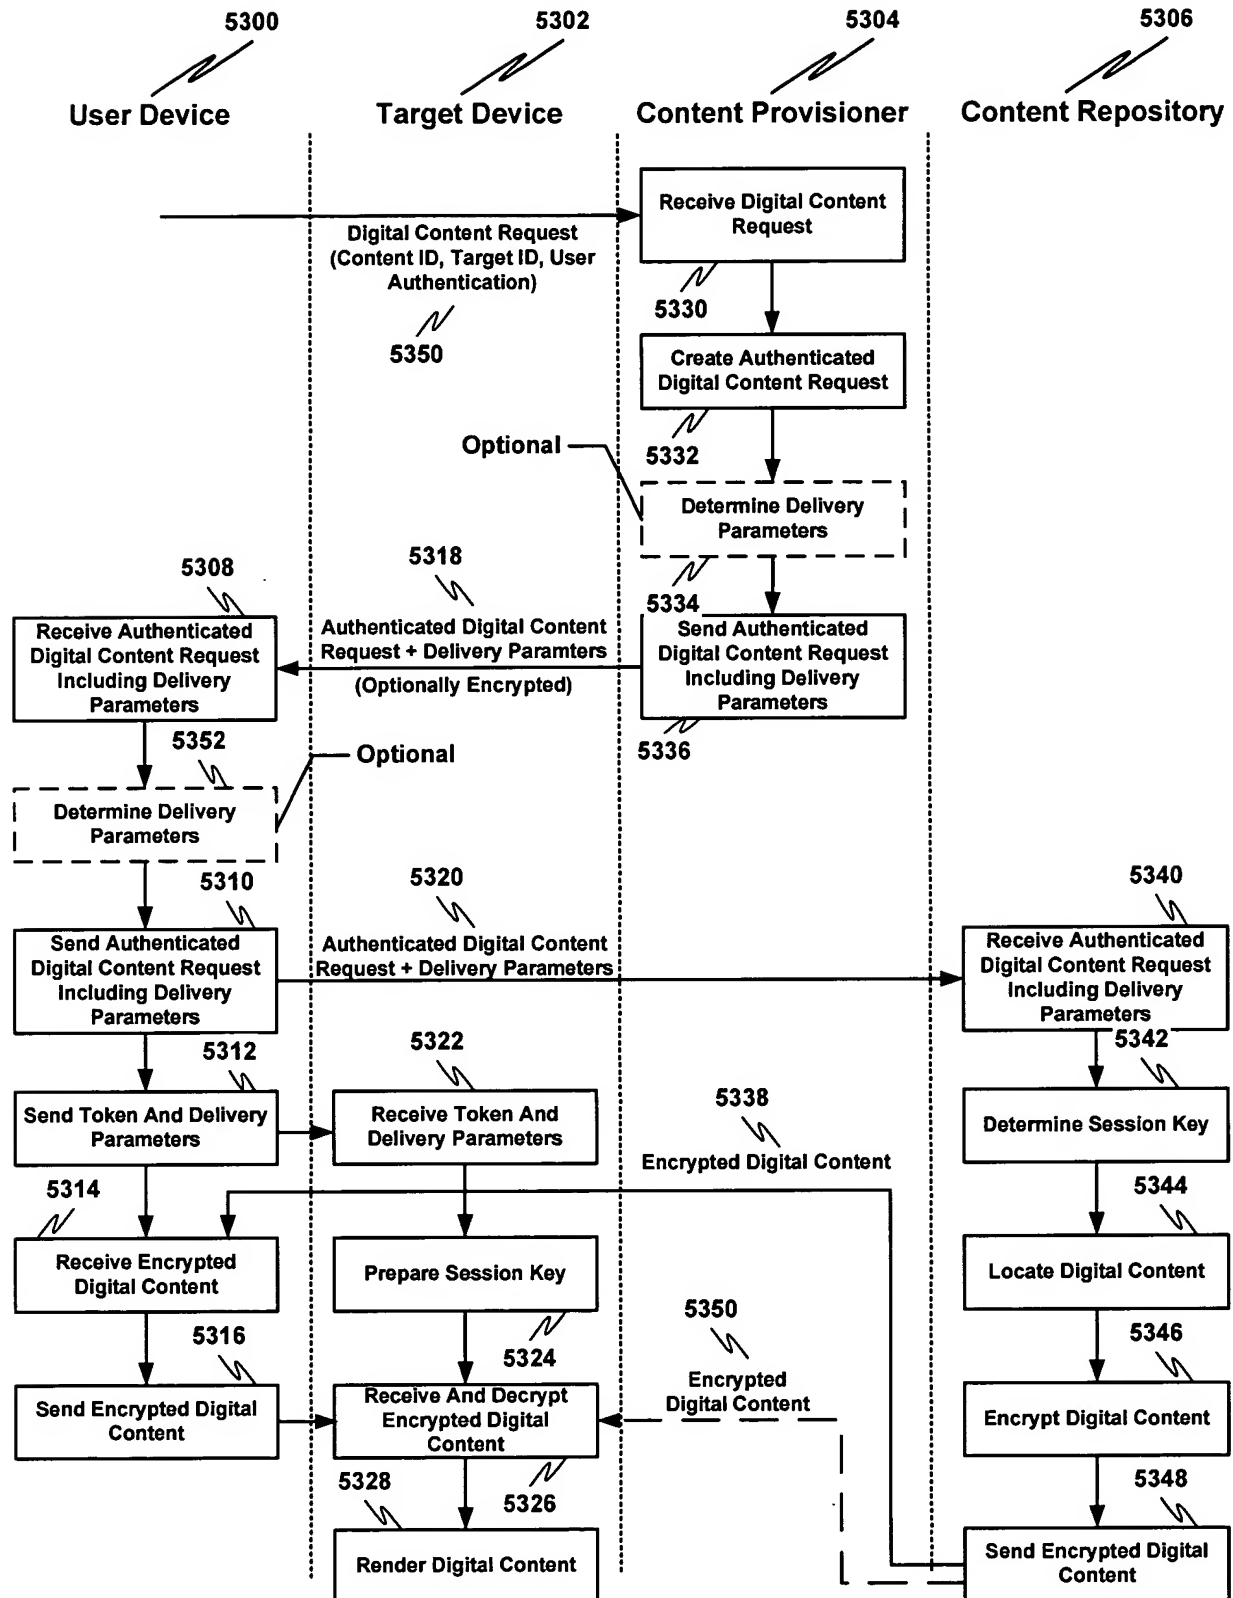 5300
5302
5304
5306
User Device
Target Device
Content Provisioner
Content Repository
Receive Digital Content
Request
Digital Content Request
(Content ID, Target ID, User
Authentication)
5330
5350
Create Authenticated
Digital Content Request
Optional
5332
Determine Delivery
Parameters
5318
5308
5334
Receive Authenticated
Digital Content Request
Including Delivery
Parameters
Authenticated Digital Content
Request + Delivery Paramters
(Optionally Encrypted)
Send Authenticated
Digital Content Request
Including Delivery
Parameters
5352
5336
Optional
Determine Delivery
Parameters
5310
5320
5340
Send Authenticated
Digital Content Request
Including Delivery
Parameters
Authenticated Digital Content
Request + Delivery Parameters
Receive Authenticated
Digital Content Request
Including Delivery
Parameters
5312
5322
5342
Send Token And Delivery
Parameters
Receive Token And
Delivery Parameters
5338
Encrypted Digital Content
Determine Session Key
5314
5344
Receive Encrypted
Digital Content
Prepare Session Key
Locate Digital Content
5316
5324
5350
5346
Send Encrypted Digital
Content
Receive And Decrypt
Encrypted Digital
Content
Encrypted
Digital Content
Encrypt Digital Content
5328
5326
5348
Render Digital Content
Send Encrypted Digital
Content